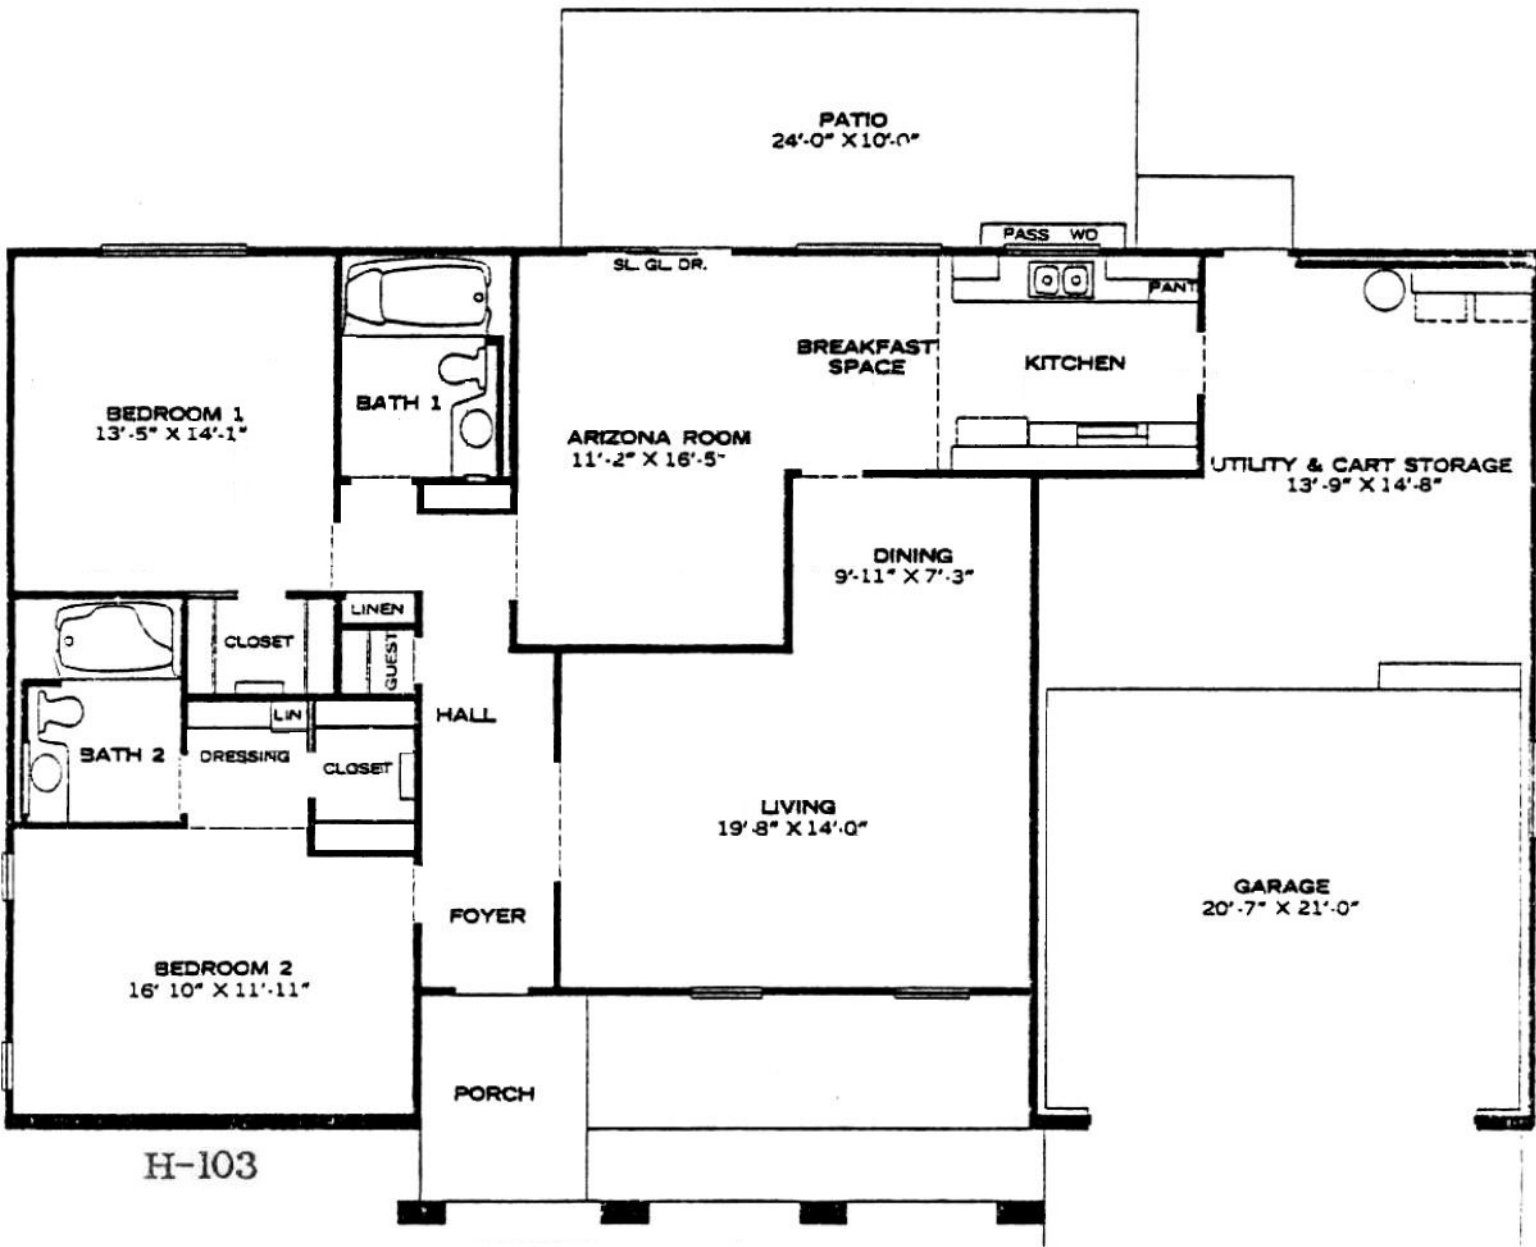 PATIO
24'-0" X 10'-0"
PASS WO
SL. GL. DR.
PANT
BREAKFAST
SPACE
KITCHEN
BEDROOM 1
13'-5" X 14'-1"
BATH 1
ARIZONA ROOM
11'-2" X 16'-5"
UTILITY & CART STORAGE
13'-9" X 14'-8"
DINING
9'-11" X 7'-3"
LINEN
CLOSET
GUEST
LIN
HALL
BATH 2
DRESSING
CLOSET
LIVING
19'-8" X 14'-0"
GARAGE
20'-7" X 21'-0"
FOYER
BEDROOM 2
16' 10" X 11'-11"
PORCH
H-103